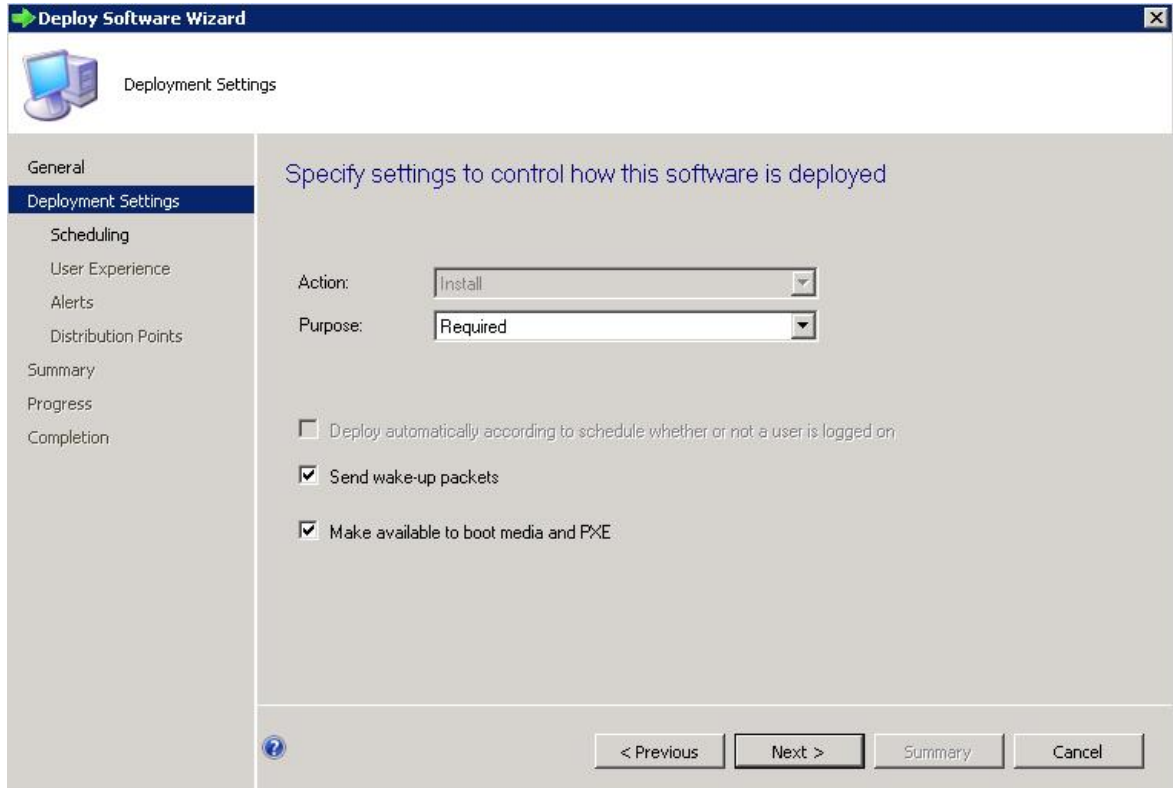 Deploy Software Wizard
Deployment Settings
General
Deployment Settings
Scheduling
User Experience
Alerts
Distribution Points
Summary
Progress
Completion
Specify settings to control how this software is deployed
Action: Install
Purpose: Required
Deploy automatically according to schedule whether or not a user is logged on
Send wake-up packets
Make available to boot media and PXE
< Previous Next > Summary Cancel